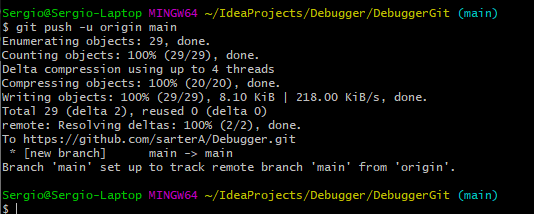 Sergio@Sergio-Laptop MINGW64 ~/IdeaProjects/Debugger/DebuggerGit (main)
$ git push -u origin main
Enumerating objects: 29, done.
Counting objects: 100% (29/29), done.
Delta compression using up to 4 threads
Compressing objects: 100% (20/20), done.
Writing objects: 100% (29/29), 8.10 KiB | 218.00 KiB/s, done.
Total 29 (delta 2), reused 0 (delta 0)
remote: Resolving deltas: 100% (2/2), done.
To https://github.com/sarterA/Debugger.git
 * [new branch]      main -> main
Branch 'main' set up to track remote branch 'main' from 'origin'.
Sergio@Sergio-Laptop MINGW64 ~/IdeaProjects/Debugger/DebuggerGit (main)
$